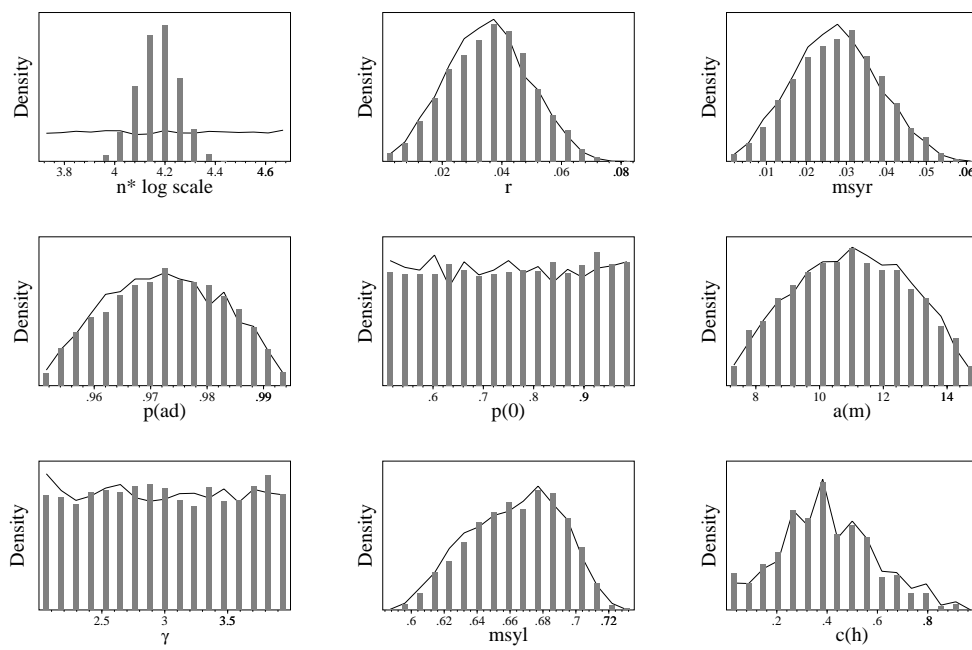 Density
3.8 4 4.2 4.4 4.6
n* log scale
Density
.02 .04 .06 .08
r
Density
.01 .02 .03 .04 .05 .06
msyr
Density
.96 .97 .98 .99
p(ad)
Density
.6 .7 .8 .9
p(0)
Density
8 10 12 14
a(m)
Density
2.5 3 3.5
γ
Density
.6 .62 .64 .66 .68 .7 .72
msyl
Density
.2 .4 .6 .8
c(h)